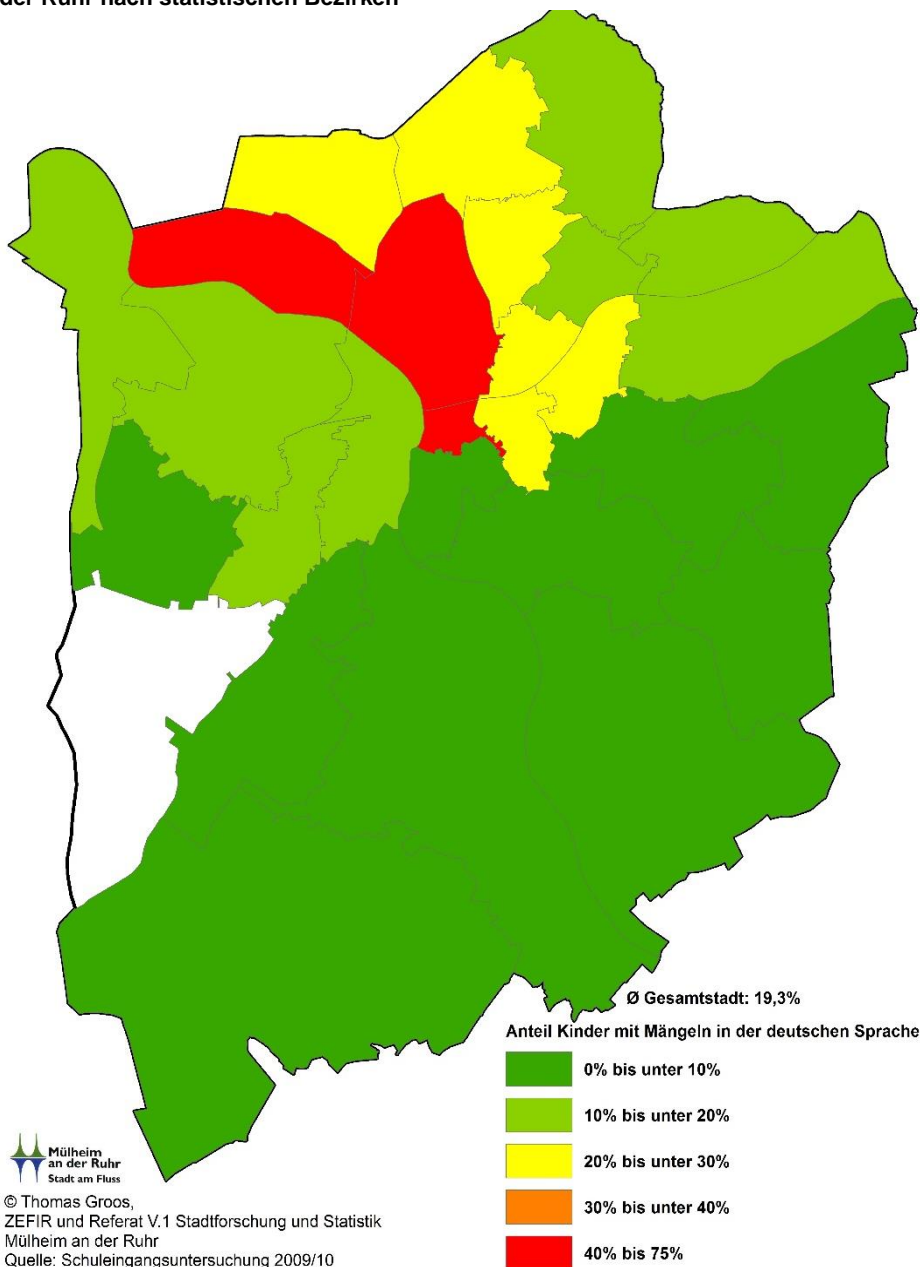 der Ruhr nach statistischen Bezirken
Ø Gesamtstadt: 19,3%
Anteil Kinder mit Mängeln in der deutschen Sprache
0% bis unter 10%
10% bis unter 20%
20% bis unter 30%
30% bis unter 40%
40% bis 75%
Mülheim
an der Ruhr
Stadt am Fluss
© Thomas Groos,
ZEFIR und Referat V.1 Stadtforschung und Statistik
Mülheim an der Ruhr
Quelle: Schuleingangsuntersuchung 2009/10